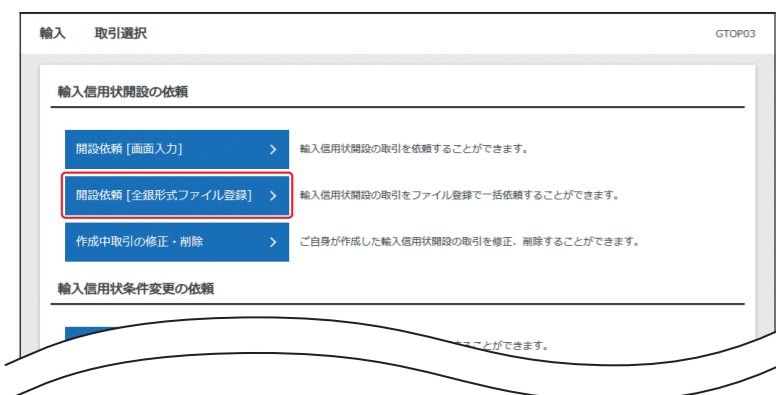 輸入　取引選択 GTOP03
輸入信用状開設の依頼
開設依頼 [画面入力] > 輸入信用状開設の取引を依頼することができます。
開設依頼 [全銀形式ファイル登録] > 輸入信用状開設の取引をファイル登録で一括依頼することができます。
作成中取引の修正・削除 > ご自身が作成した輸入信用状開設の取引を修正、削除することができます。
輸入信用状条件変更の依頼
ことができます。